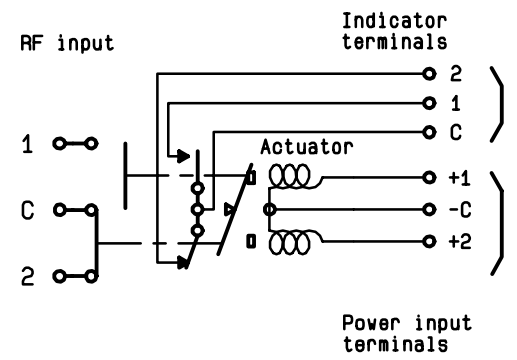 Indicator
terminals
RF input
2
1
C
1
Actuator
+1
C
-C
+2
2
Power input
terminals